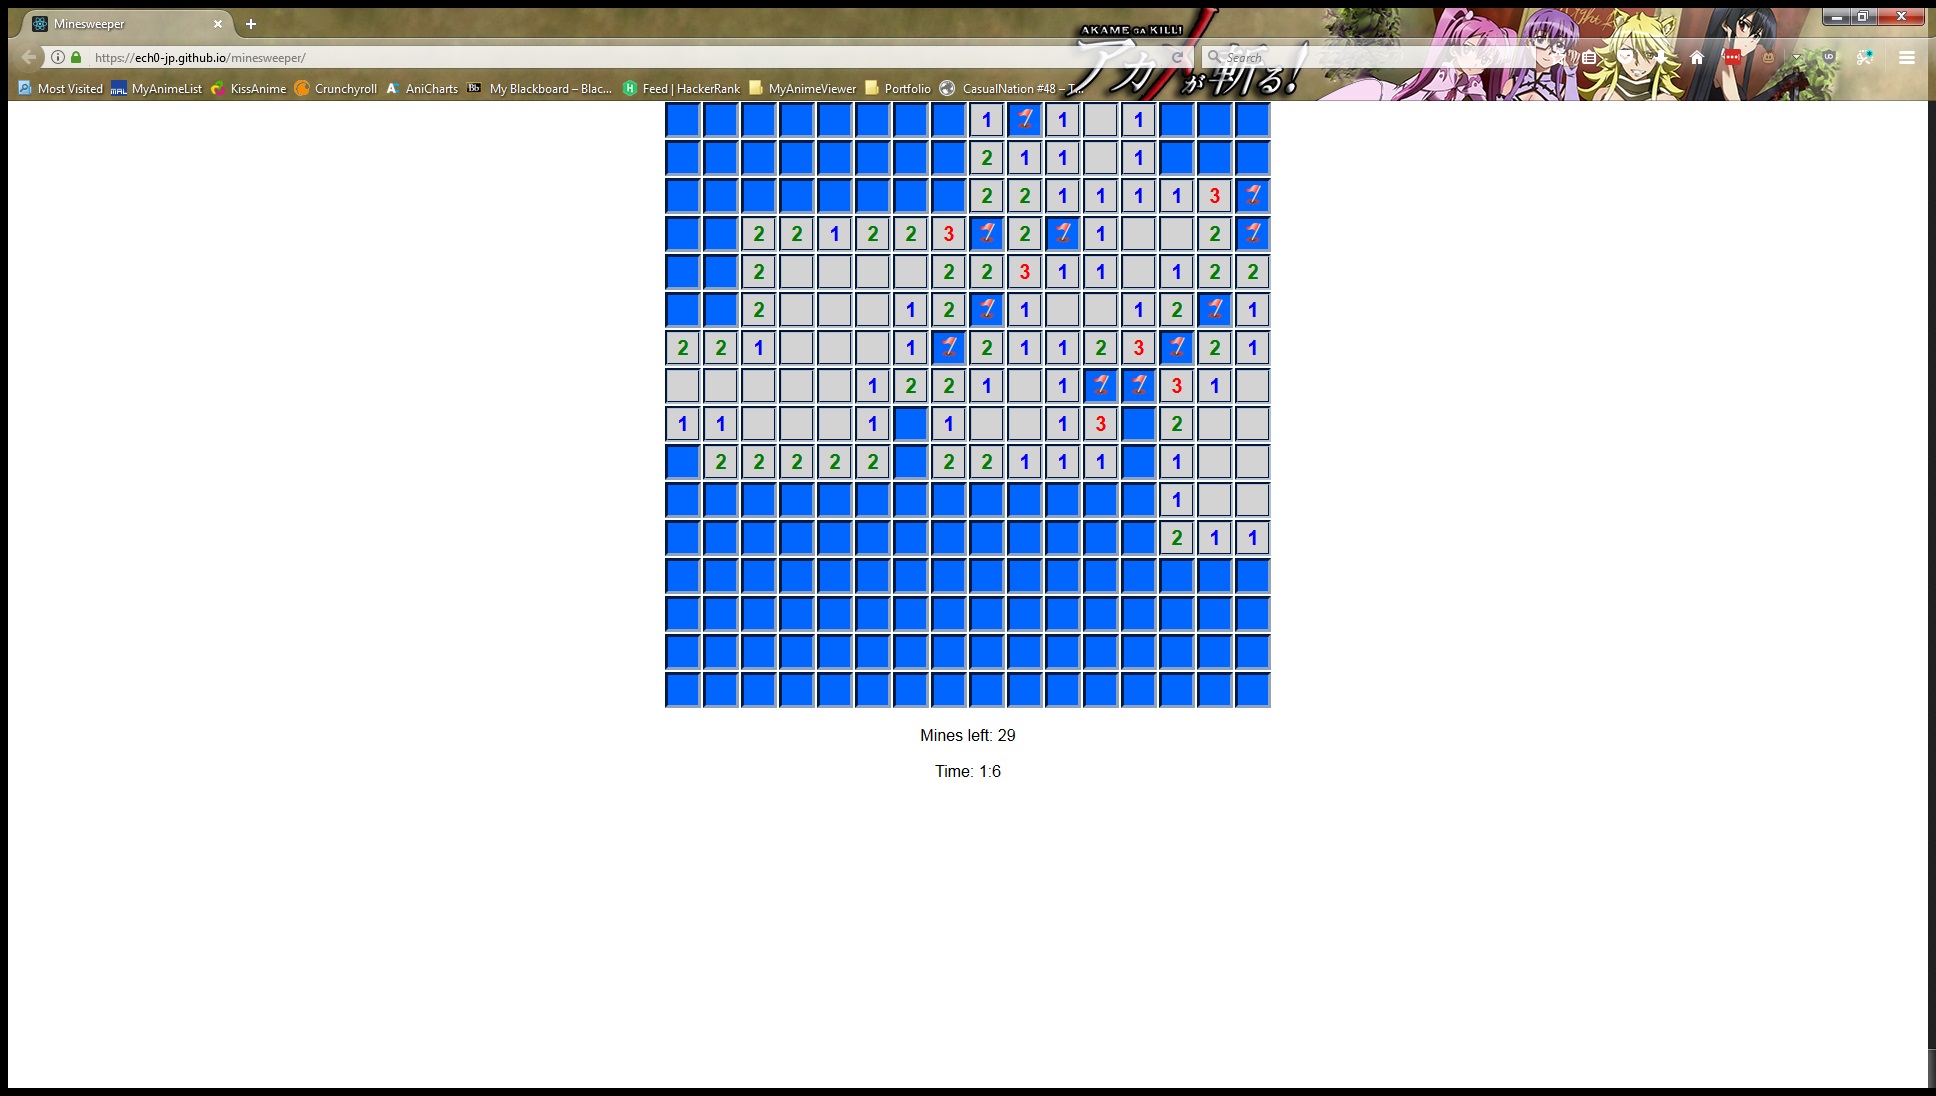 Minesweeper
AKAME GA KILL!
アカメが斬る!
https://ech0-jp.github.io/minesweeper/
Search
Most Visited MyAnimeList KissAnime Crunchyroll AniCharts My Blackboard – Blac... Feed | HackerRank MyAnimeViewer Portfolio CasualNation #48 – T...
1 1 1
2 1 1 1
2 2 1 1 1 1 3
2 2 1 2 2 3 2 1 2
2 2 2 3 1 1 1 2 2
2 1 2 1 1 2 1
2 2 1 1 2 1 1 2 3 2 1
1 2 2 1 1 3 1
1 1 1 1 1 3 2
2 2 2 2 2 2 2 1 1 1 1
1
2 1 1
Mines left: 29
Time: 1:6